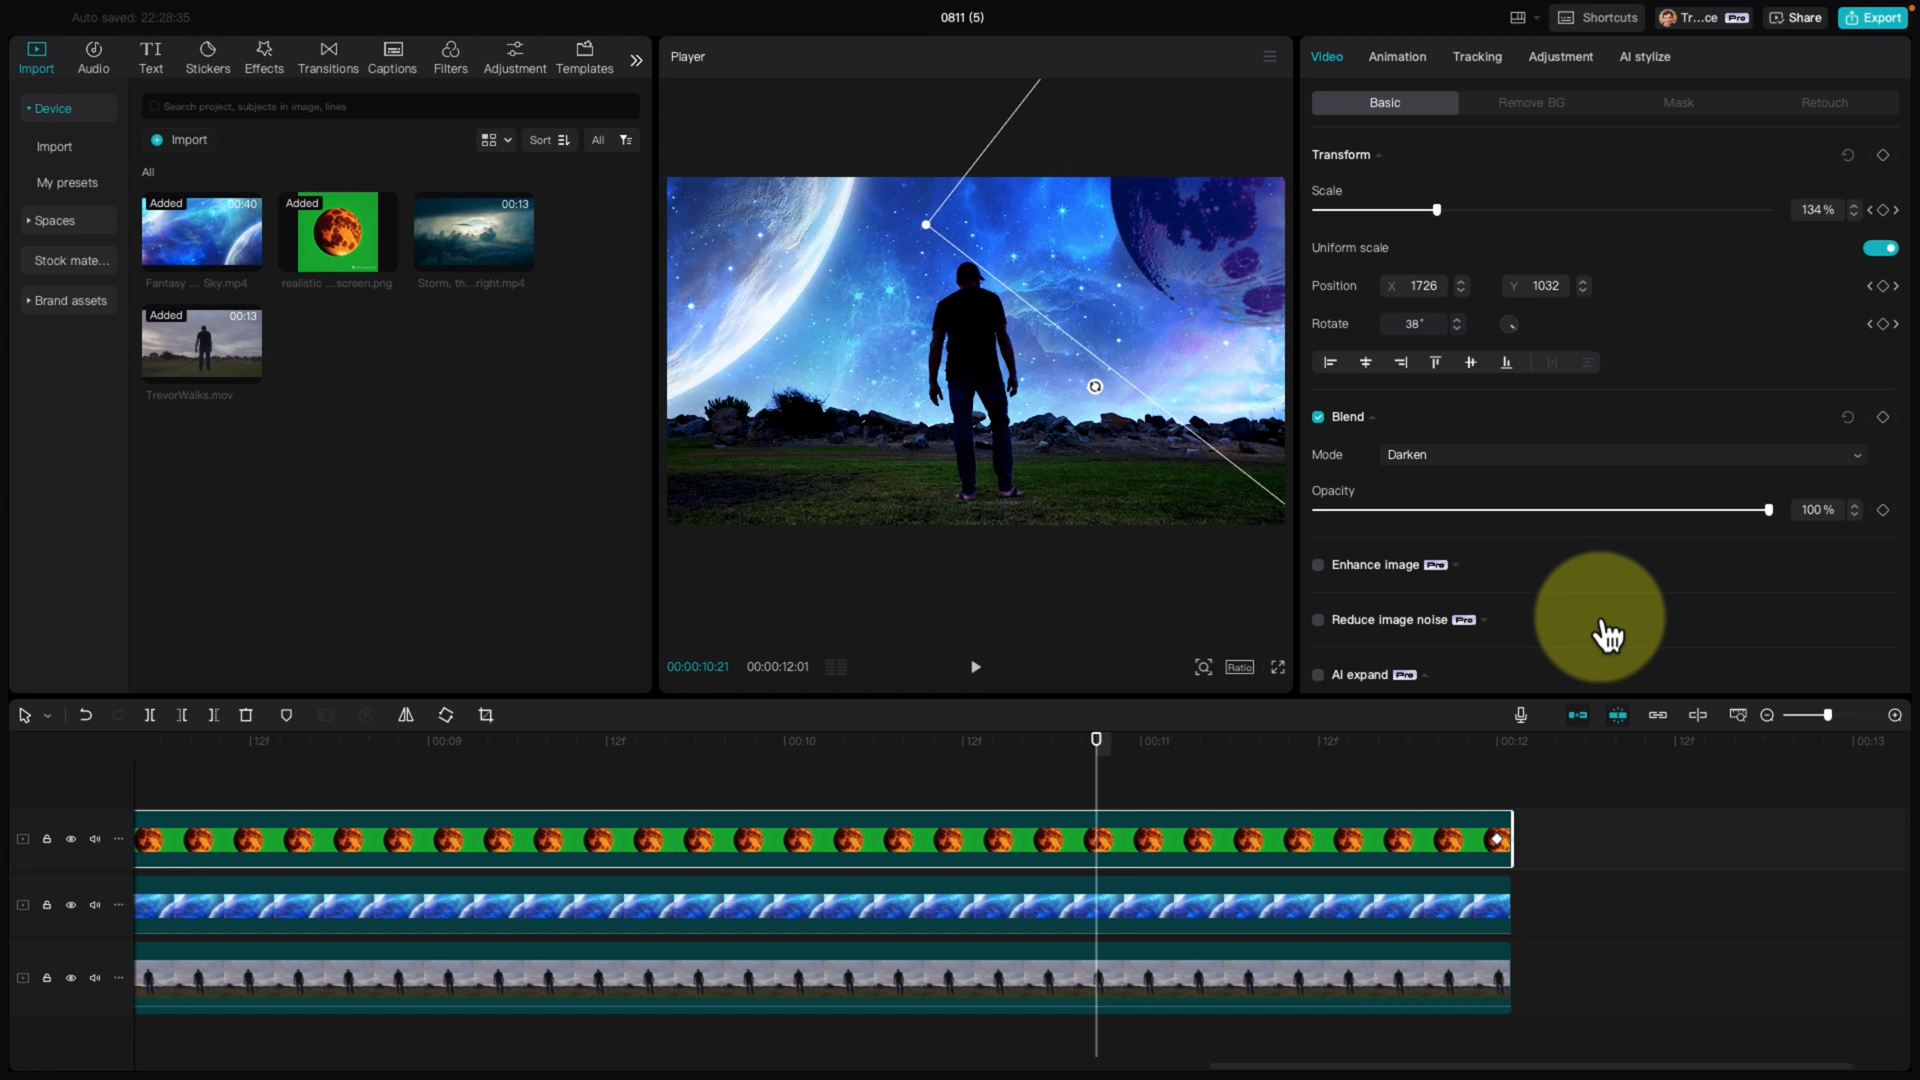 Auto saved: 22:28:35
0811 (5)
Shortcuts
Tr...ce Pro
Share
Export
Import
Audio
TI
Text
Stickers
Effects
Transitions
Captions
Filters
Adjustment
Templates
Device
Import
My presets
Spaces
Stock mate...
Brand assets
Search project, subjects in image, lines
Import
Sort
All
All
Added 00:40
Fantasy ... Sky.mp4
Added
realistic ...screen.png
00:13
Storm, th...right.mp4
Added 00:13
TrevorWalks.mov
Player
00:00:10:21 00:00:12:01
Ratio
Video
Animation
Tracking
Adjustment
AI stylize
Basic
Remove BG
Mask
Retouch
Transform
Scale
134 %
Uniform scale
Position X 1726 Y 1032
Rotate 38°
Blend
Mode Darken
Opacity
100 %
Enhance image Pro
Reduce image noise Pro
AI expand Pro
12f 00:09 12f 00:10 12f 00:11 12f 00:12 12f 00:13